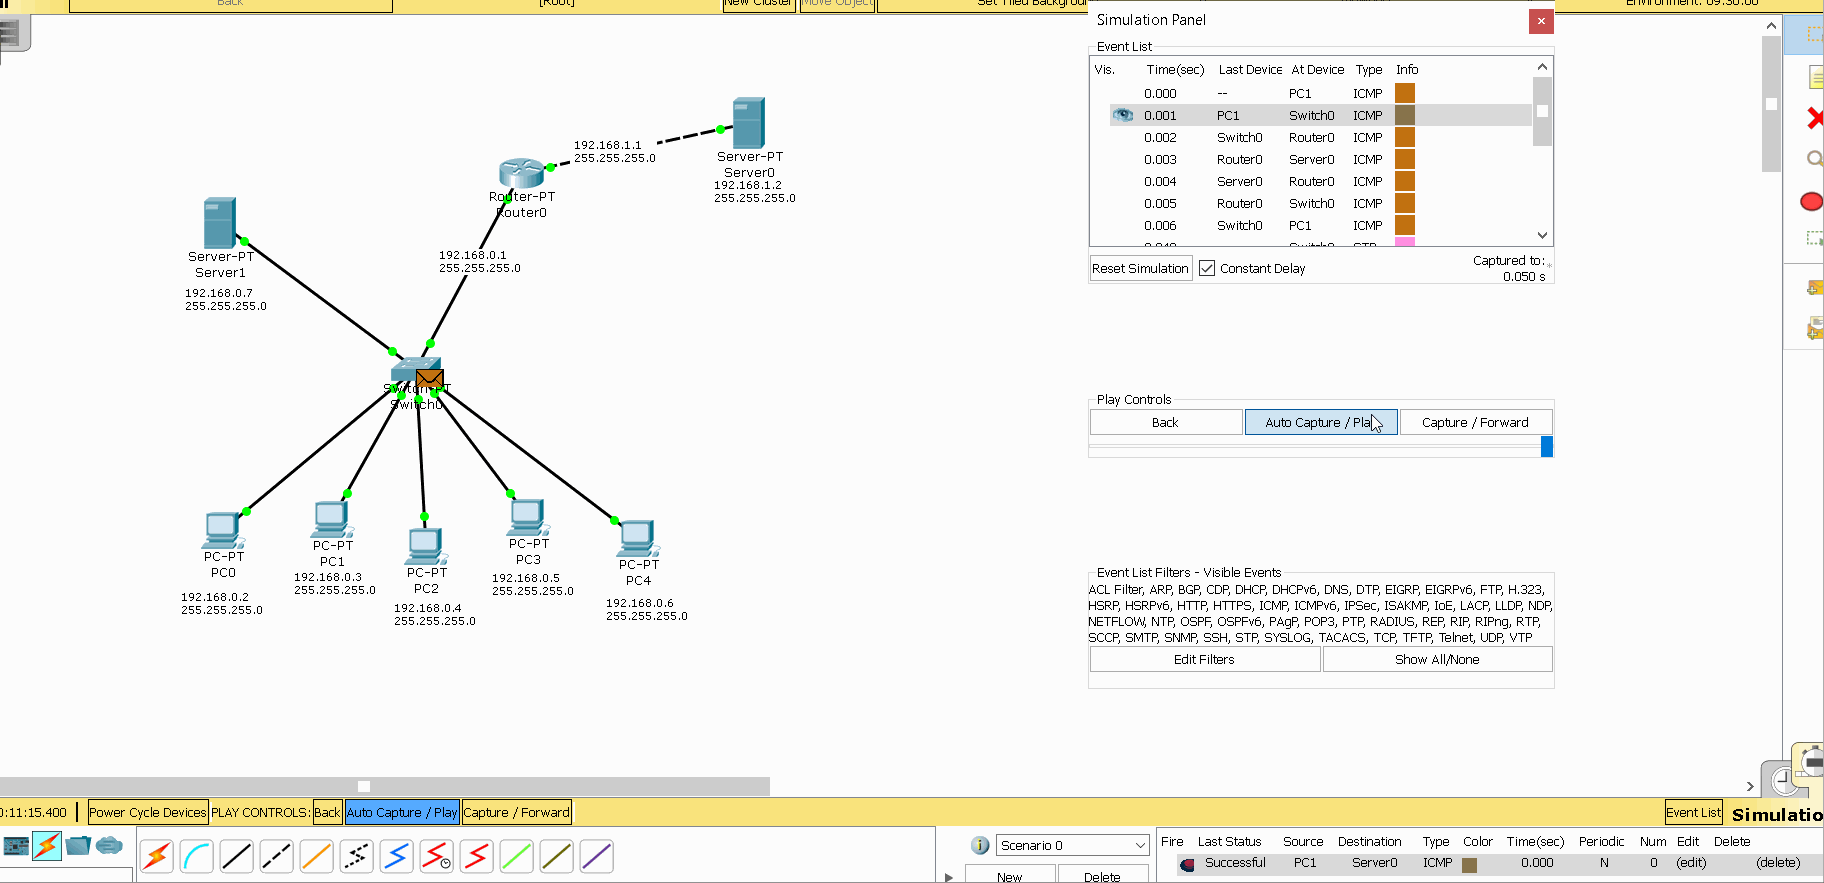 Back
[Root]
New Cluster
Move Object
Set Tiled Backgroun
Environment: 09:30:00
Simulation Panel
Event List
Vis. Time(sec) Last Device At Device Type Info
0.000 -- PC1 ICMP
0.001 PC1 Switch0 ICMP
0.002 Switch0 Router0 ICMP
0.003 Router0 Server0 ICMP
0.004 Server0 Router0 ICMP
0.005 Router0 Switch0 ICMP
0.006 Switch0 PC1 ICMP
Reset Simulation
Constant Delay
Captured to:
0.050 s
Play Controls
Back
Auto Capture / Play
Capture / Forward
Event List Filters - Visible Events
ACL Filter, ARP, BGP, CDP, DHCP, DHCPv6, DNS, DTP, EIGRP, EIGRPv6, FTP, H.323,
HSRP, HSRPv6, HTTP, HTTPS, ICMP, ICMPv6, IPSec, ISAKMP, IoE, LACP, LLDP, NDP,
NETFLOW, NTP, OSPF, OSPFv6, PAgP, POP3, PTP, RADIUS, REP, RIP, RIPng, RTP,
SCCP, SMTP, SNMP, SSH, STP, SYSLOG, TACACS, TCP, TFTP, Telnet, UDP, VTP
Edit Filters
Show All/None
192.168.1.1
255.255.255.0
Server-PT
Server0
192.168.1.2
255.255.255.0
Router-PT
Router0
Server-PT
Server1
192.168.0.7
255.255.255.0
192.168.0.1
255.255.255.0
Switch-PT
Switch0
PC-PT
PC0
192.168.0.2
255.255.255.0
PC-PT
PC1
192.168.0.3
255.255.255.0
PC-PT
PC2
192.168.0.4
255.255.255.0
PC-PT
PC3
192.168.0.5
255.255.255.0
PC-PT
PC4
192.168.0.6
255.255.255.0
0:11:15.400
Power Cycle Devices
PLAY CONTROLS:
Back
Auto Capture / Play
Capture / Forward
Event List
Simulatio
Scenario 0
New
Delete
Fire Last Status Source Destination Type Color Time(sec) Periodic Num Edit Delete
Successful PC1 Server0 ICMP 0.000 N 0 (edit) (delete)